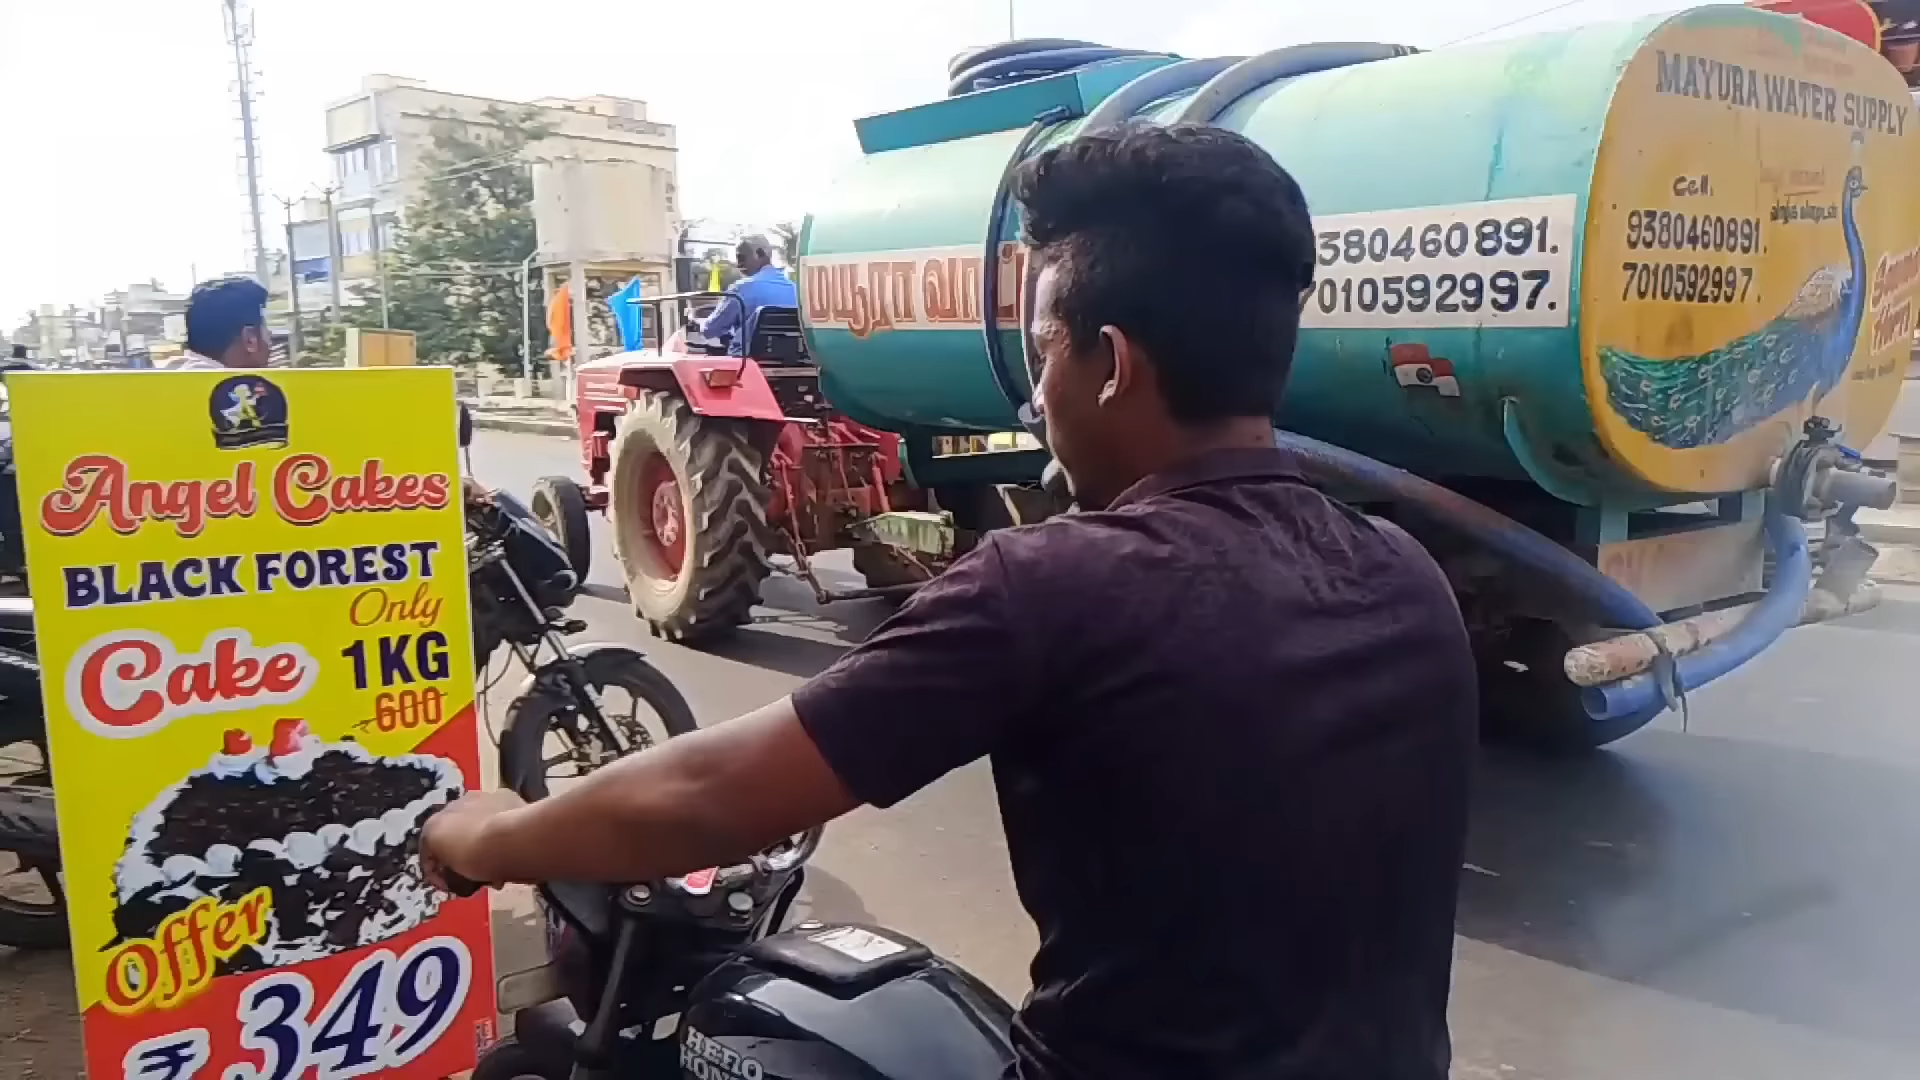 Angel Cakes
BLACK FOREST
Only
Cake
1KG
600
Offer
₹ 349
HERO
மயூரா வாட்
380460891.
7010592997.
MAYURA WATER SUPPLY
Cell.
9380460891.
7010592997.